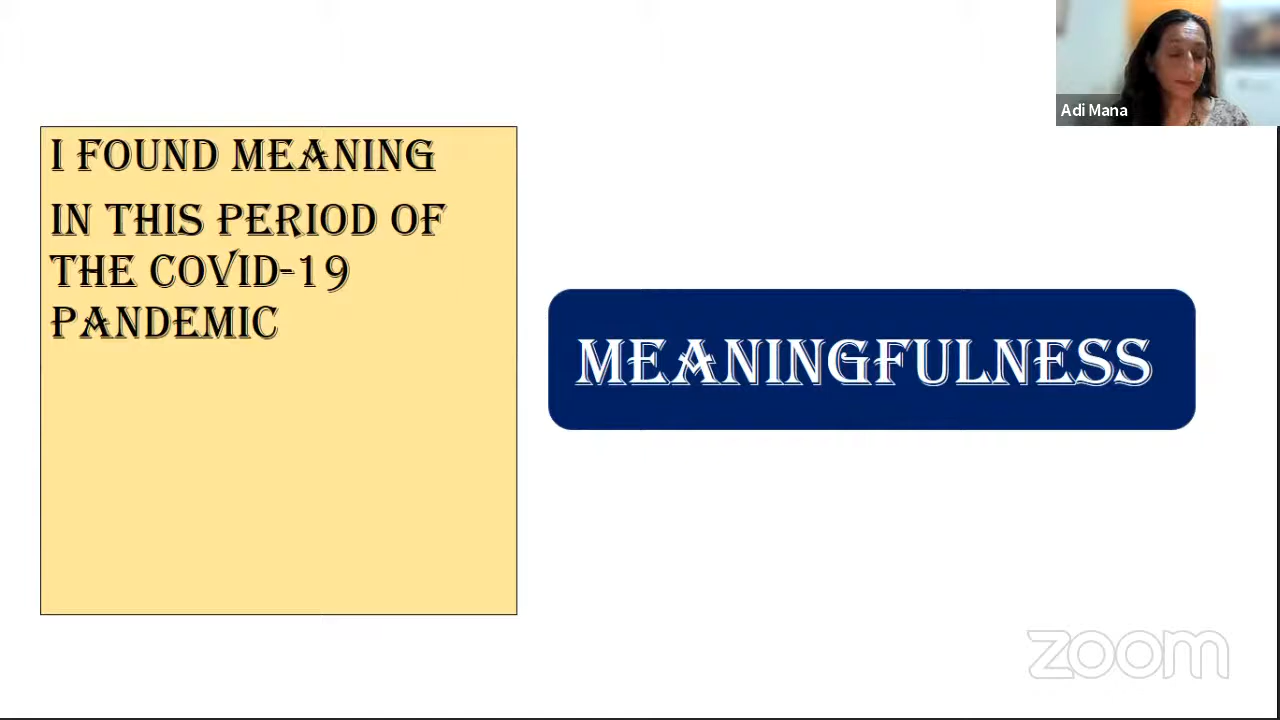 Adi Mana
I FOUND MEANING
IN THIS PERIOD OF
THE COVID-19
PANDEMIC
MEANINGFULNESS
zoom